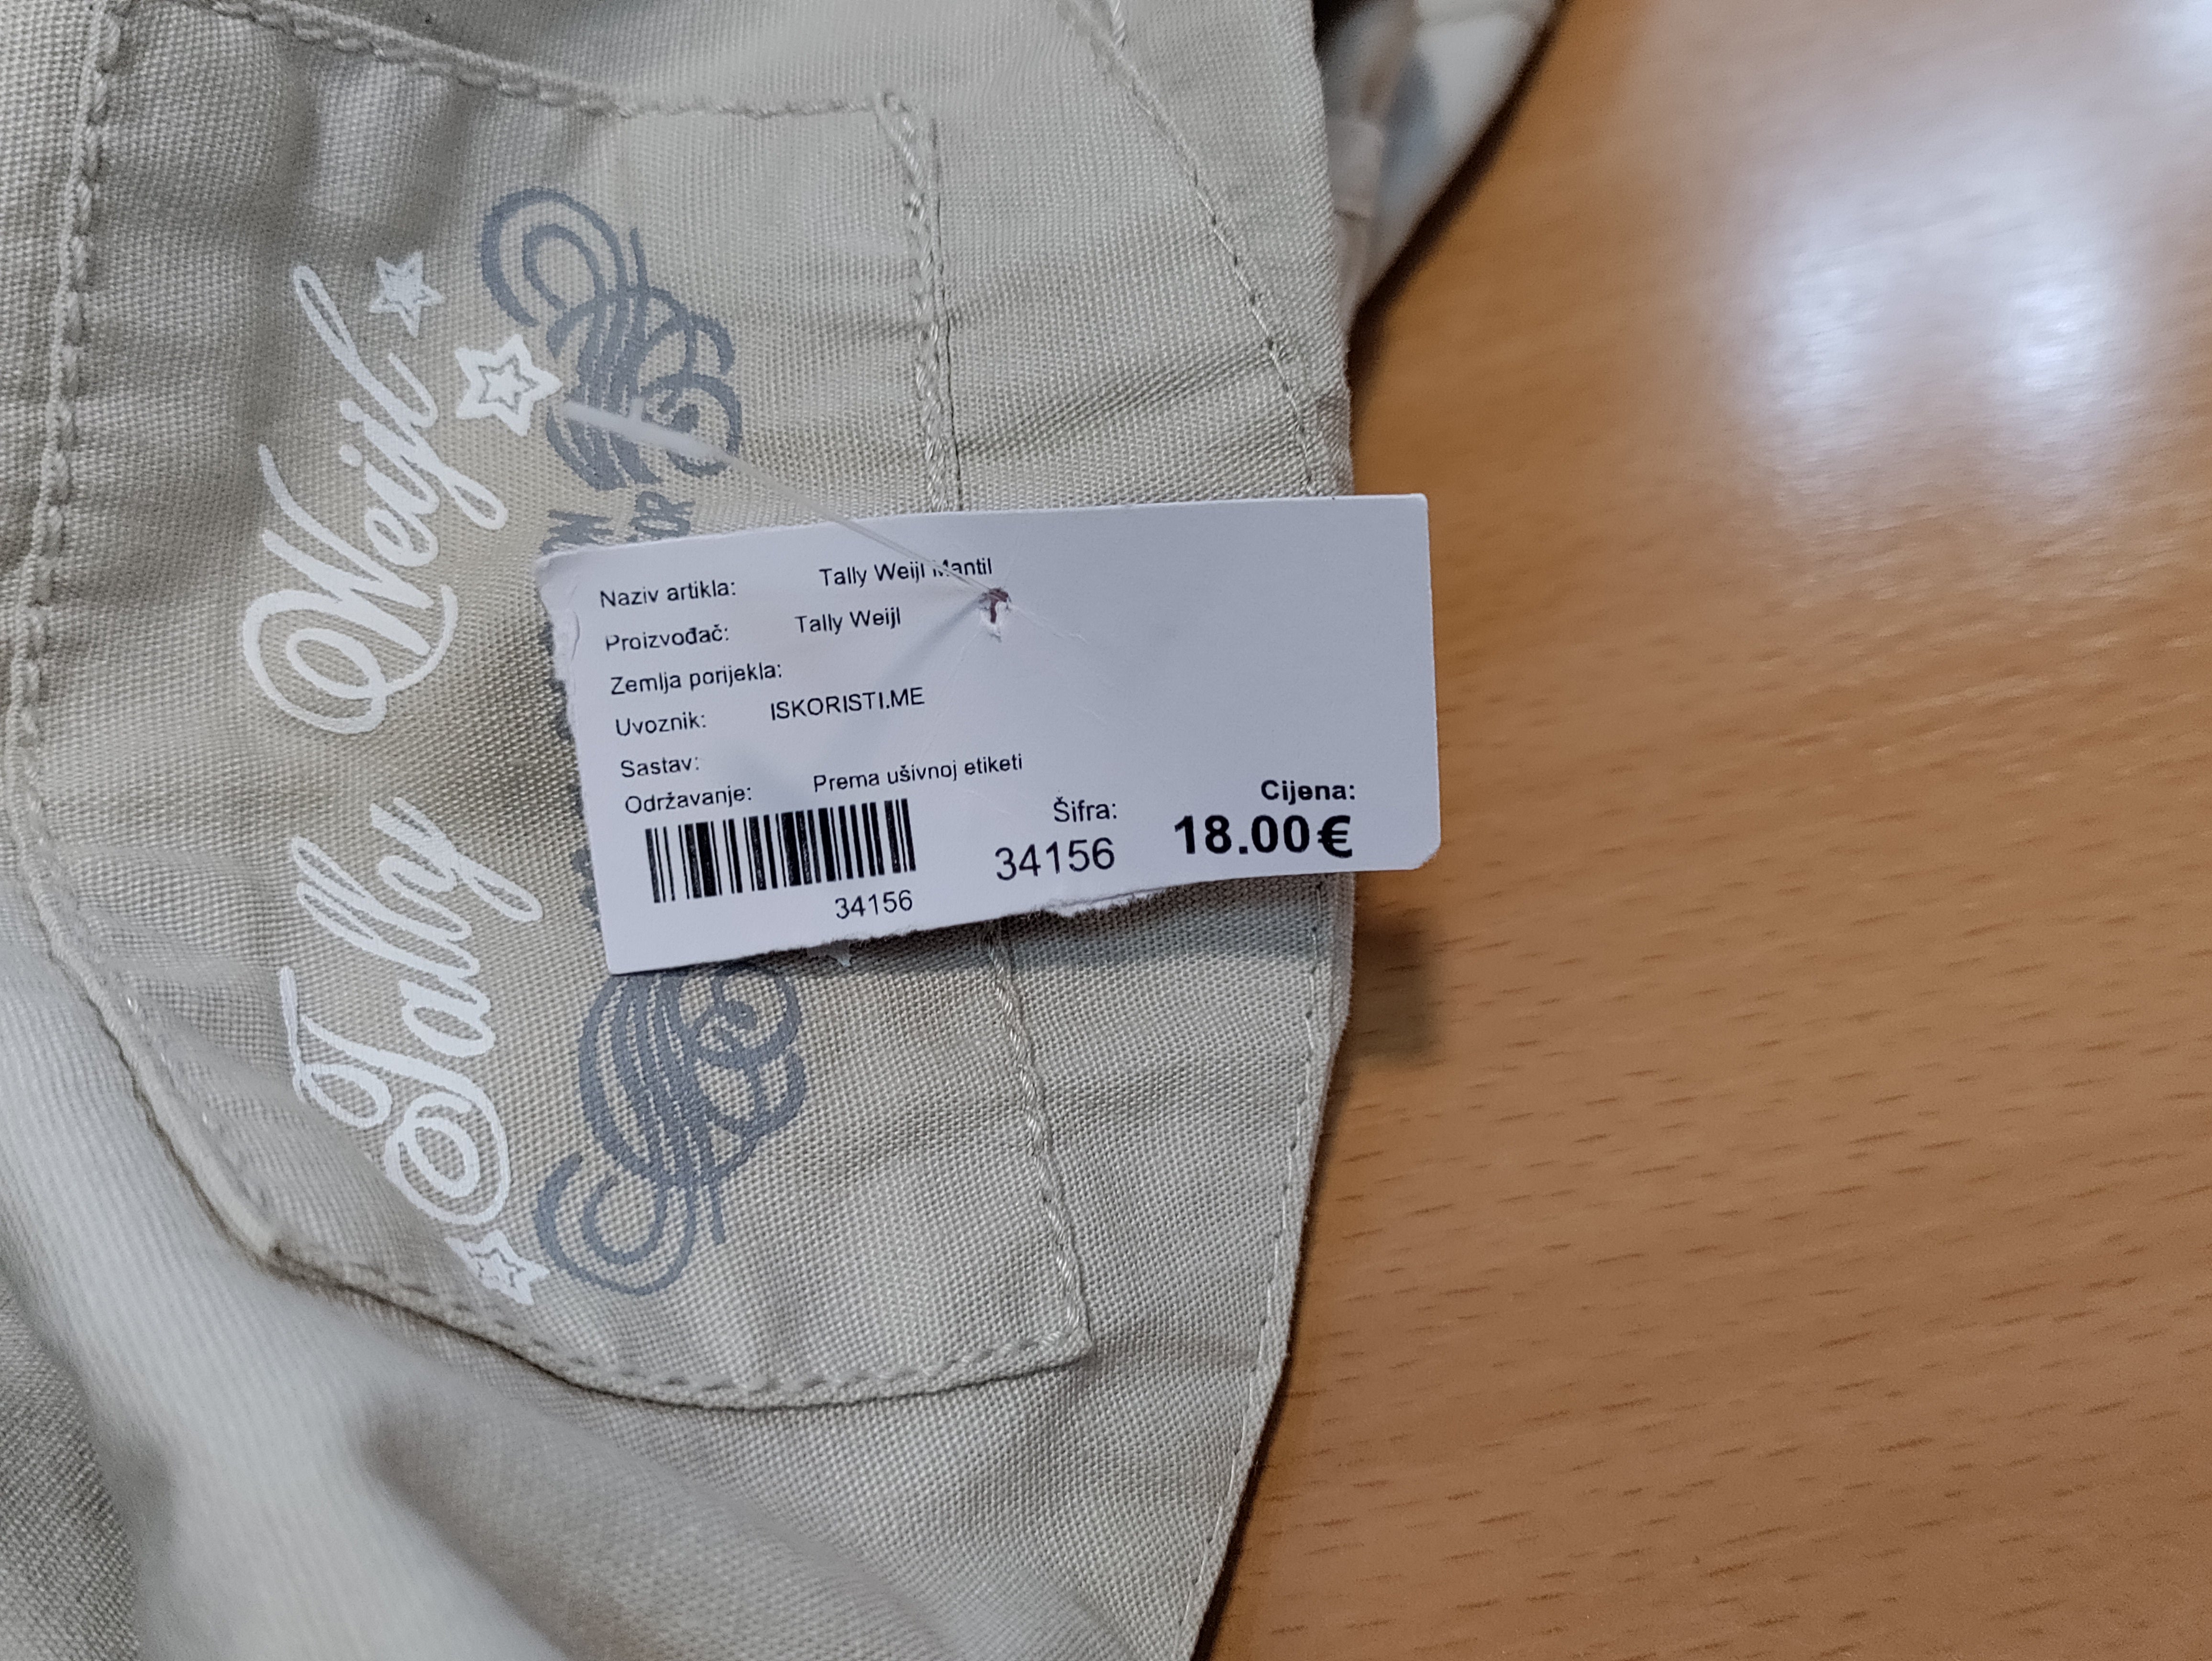 Tally Weijl
Naziv artikla: Tally Weijl Mantil
Proizvođač: Tally Weijl
Zemlja porijekla:
Uvoznik: ISKORISTI.ME
Sastav:
Održavanje: Prema ušivnoj etiketi
34156
Šifra:
34156
Cijena:
18.00€